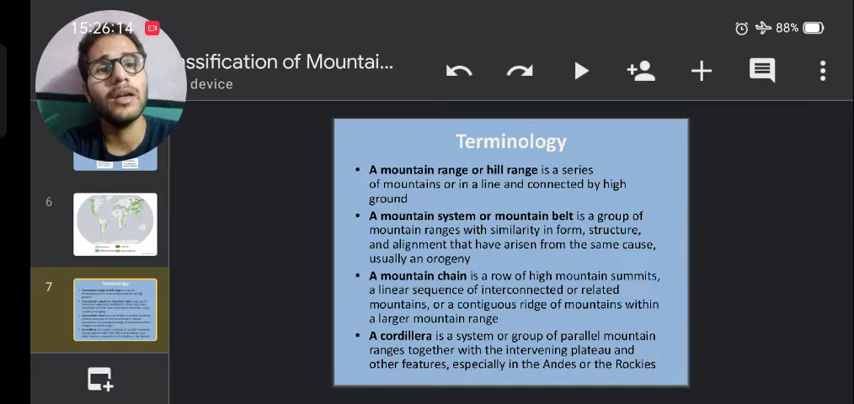 15:26:14
88%
assification of Mountai...
device
6
7
Terminology
• A mountain range or hill range is a series
of mountains or in a line and connected by high
ground
• A mountain system or mountain belt is a group of
mountain ranges with similarity in form, structure,
and alignment that have arisen from the same cause,
usually an orogeny
• A mountain chain is a row of high mountain summits,
a linear sequence of interconnected or related
mountains, or a contiguous ridge of mountains within
a larger mountain range
• A cordillera is a system or group of parallel mountain
ranges together with the intervening plateau and
other features, especially in the Andes or the Rockies